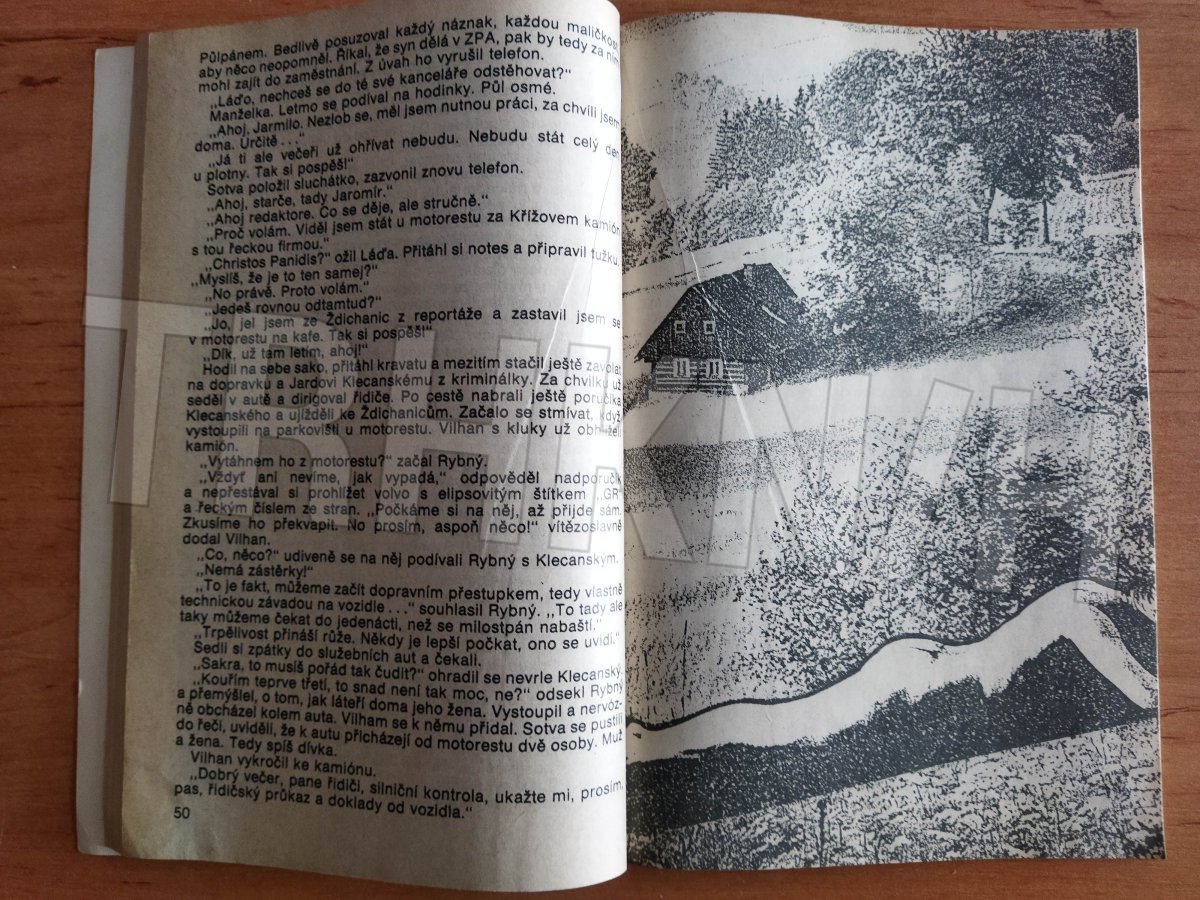 Půlpánem. Bedlivě posuzoval každý náznak, každou maličkost
aby něco neopomněl. Říkal, že syn dělá v ZPA, pak by tedy za ním
mohl zajít do zaměstnání. Z úvah ho vyrušil telefon.
„Láďo, nechceš se do té své kanceláře odstěhovat?“
Manželka. Letmo se podíval na hodinky. Půl osmé.
„Ahoj, Jarmilo. Nezlob se, měl jsem nutnou práci, za chvíli jsem
doma. Určitě . . .“
„Já ti ale večeři už ohřívat nebudu. Nebudu stát celý den
u plotny. Tak si pospěš!“
Sotva položil sluchátko, zazvonil znovu telefon.
„Ahoj, starče, tady Jaromír.“
„Ahoj redaktore. Co se děje, ale stručně.“
„Proč volám. Viděl jsem stát u motorestu za Křížovem kamión
s tou řeckou firmou.“
„Christos Panidis?“ ožil Láďa. Přitáhl si notes a připravil tužku.
„Myslíš, že je to ten samej?“
„No právě. Proto volám.“
„Jedeš rovnou odtamtud?“
„Jo, jel jsem ze Ždichanic z reportáže a zastavil jsem se
v motorestu na kafe. Tak si pospěš!“
„Dík, už tam letím, ahoj!“
Hodil na sebe sako, přitáhl kravatu a mezitím stačil ještě zavolat
na dopravku a Jardovi Klecanskému z kriminálky. Za chvilku už
seděl v autě a dirigoval řidiče. Po cestě nabrali ještě poručíka
Klecanského a ujížděli ke Ždichanicům. Začalo se stmívat, když
vystoupili na parkovišti u motorestu. Vilhan s kluky už obhlíželi
kamión.
„Vytáhnem ho z motorestu?“ začal Rybný.
„Vždyť ani nevíme, jak vypadá,“ odpověděl nadporučík
a nepřestával si prohlížet volvo s elipsovitým štítkem „GR“
a řeckým číslem ze stran. „Počkáme si na něj, až přijde sám.
Zkusíme ho překvapit. No prosím, aspoň něco!“ vítězoslavně
dodal Vilhan.
„Co, něco?“ udiveně se na něj podívali Rybný s Klecanským.
„Nemá zástěrky!“
„To je fakt, můžeme začít dopravním přestupkem, tedy vlastně
technickou závadou na vozidle . . .“ souhlasil Rybný. „To tady ale
taky můžeme čekat do jedenácti, než se milostpán nabaští.“
„Trpělivost přináší růže. Někdy je lepší počkat, ono se uvidí.“
Sedli si zpátky do služebních aut a čekali.
„Sakra, to musíš pořád tak čudit?“ ohradil se nevrle Klecanský.
„Kouřím teprve třetí, to snad není tak moc, ne?“ odsekl Rybný
a přemýšlel, o tom, jak láteří doma jeho žena. Vystoupil a nervóz-
ně obcházel kolem auta. Vilham se k němu přidal. Sotva se pustili
do řeči, uviděli, že k autu přicházejí od motorestu dvě osoby. Muž
a žena. Tedy spíš dívka.
Vilhan vykročil ke kamiónu.
„Dobrý večer, pane řidiči, silniční kontrola, ukažte mi, prosím,
pas, řidičský průkaz a doklady od vozidla.“
50